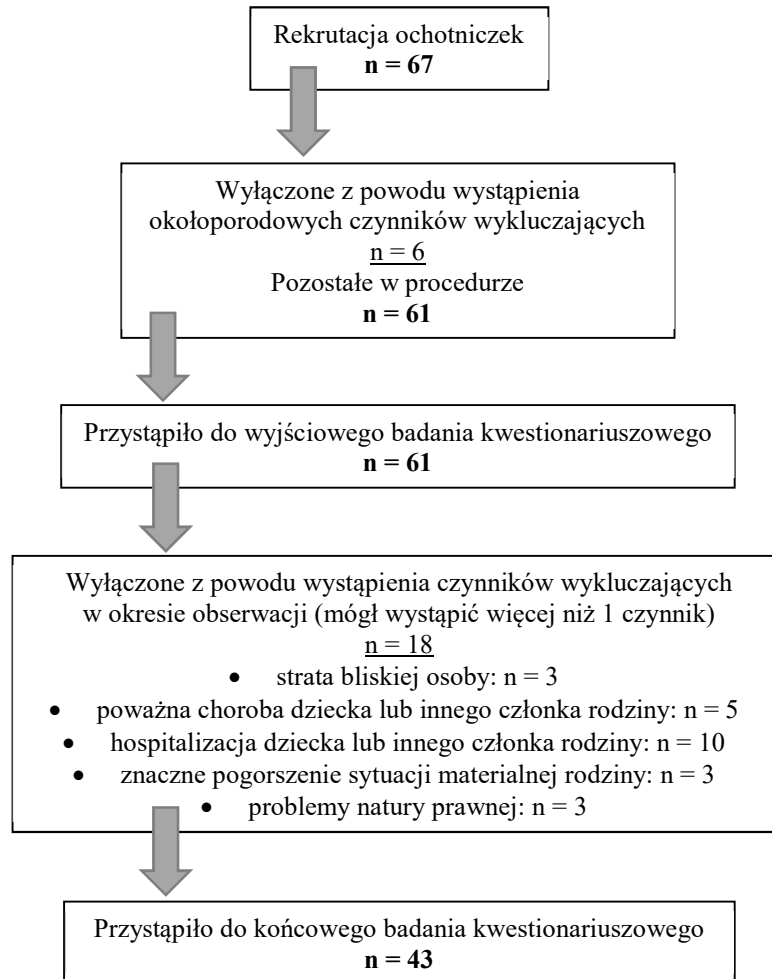 Rekrutacja ochotniczek
n = 67
Wyłączone z powodu wystąpienia
okołoporodowych czynników wykluczających
n = 6
Pozostałe w procedurze
n = 61
Przystąpiło do wyjściowego badania kwestionariuszowego
n = 61
Wyłączone z powodu wystąpienia czynników wykluczających
w okresie obserwacji (mógł wystąpić więcej niż 1 czynnik)
n = 18
• strata bliskiej osoby: n = 3
• poważna choroba dziecka lub innego członka rodziny: n = 5
• hospitalizacja dziecka lub innego członka rodziny: n = 10
• znaczne pogorszenie sytuacji materialnej rodziny: n = 3
• problemy natury prawnej: n = 3
Przystąpiło do końcowego badania kwestionariuszowego
n = 43